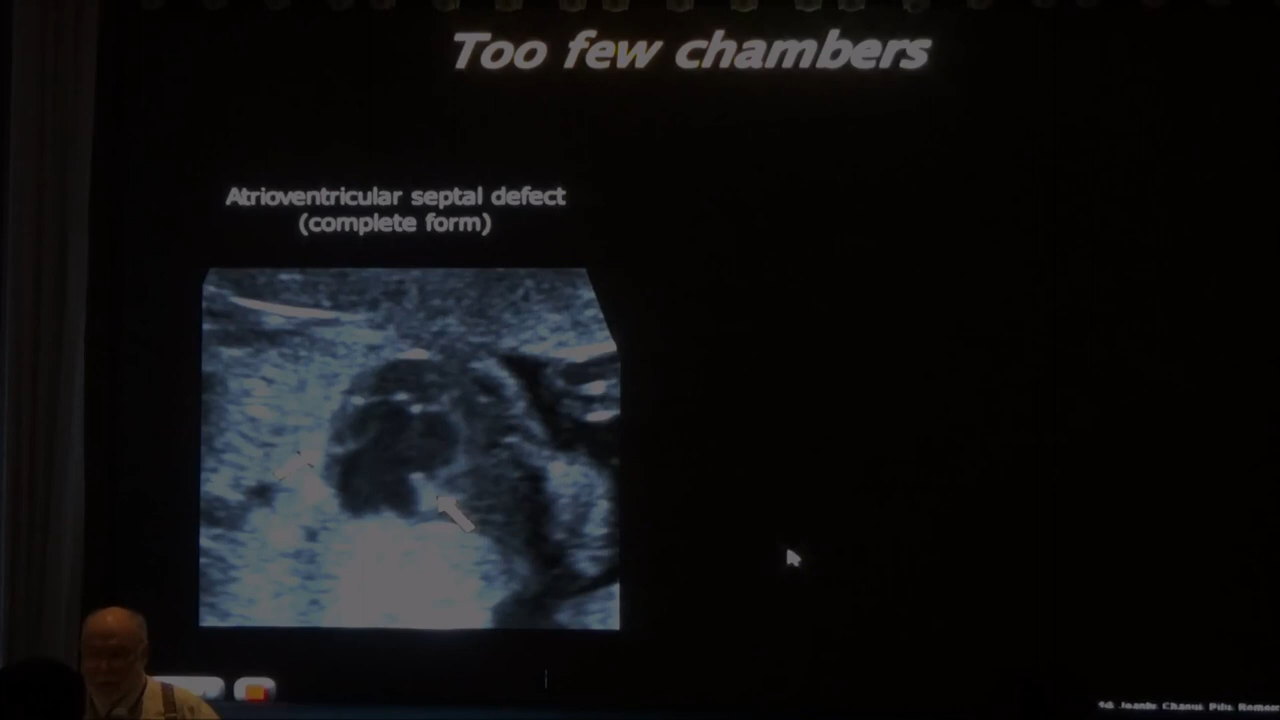 Too few chambers
Atrioventricular septal defect
(complete form)